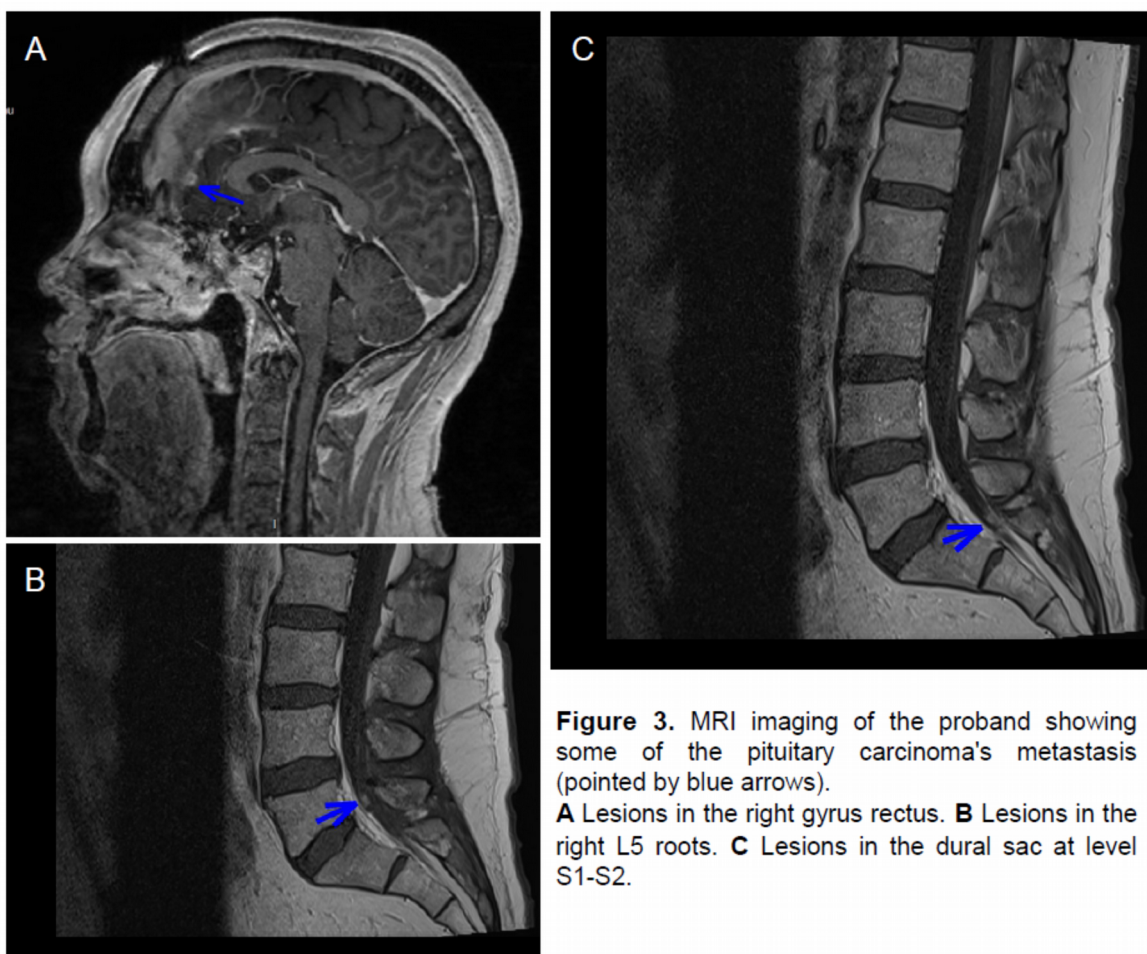 A
C
B
Figure 3. MRI imaging of the proband showing
some of the pituitary carcinoma's metastasis
(pointed by blue arrows).
A Lesions in the right gyrus rectus. B Lesions in the
right L5 roots. C Lesions in the dural sac at level
S1-S2.